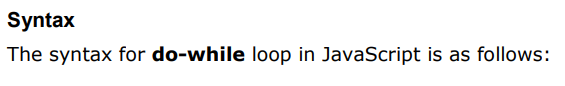 Syntax
The syntax for do-while loop in JavaScript is as follows: